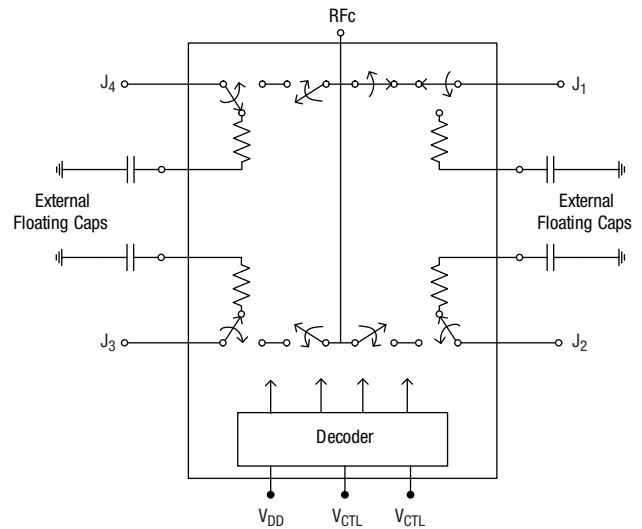 RFc
J4
J1
External
Floating Caps
External
Floating Caps
J3
J2
Decoder
VDD
VCTL
VCTL